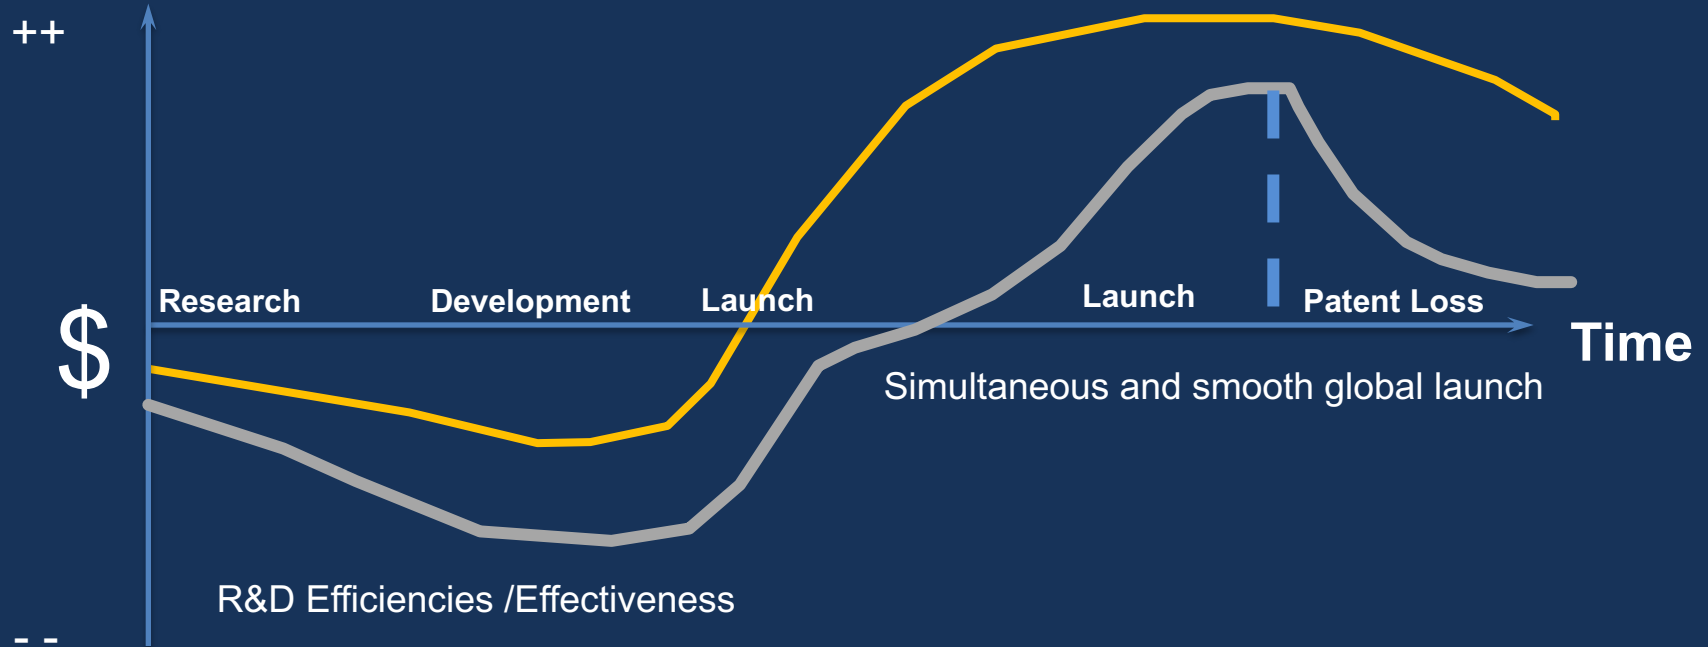 ++
Research
Development
Launch
Launch
Patent Loss
$
Time
Simultaneous and smooth global launch
R&D Efficiencies /Effectiveness
- -